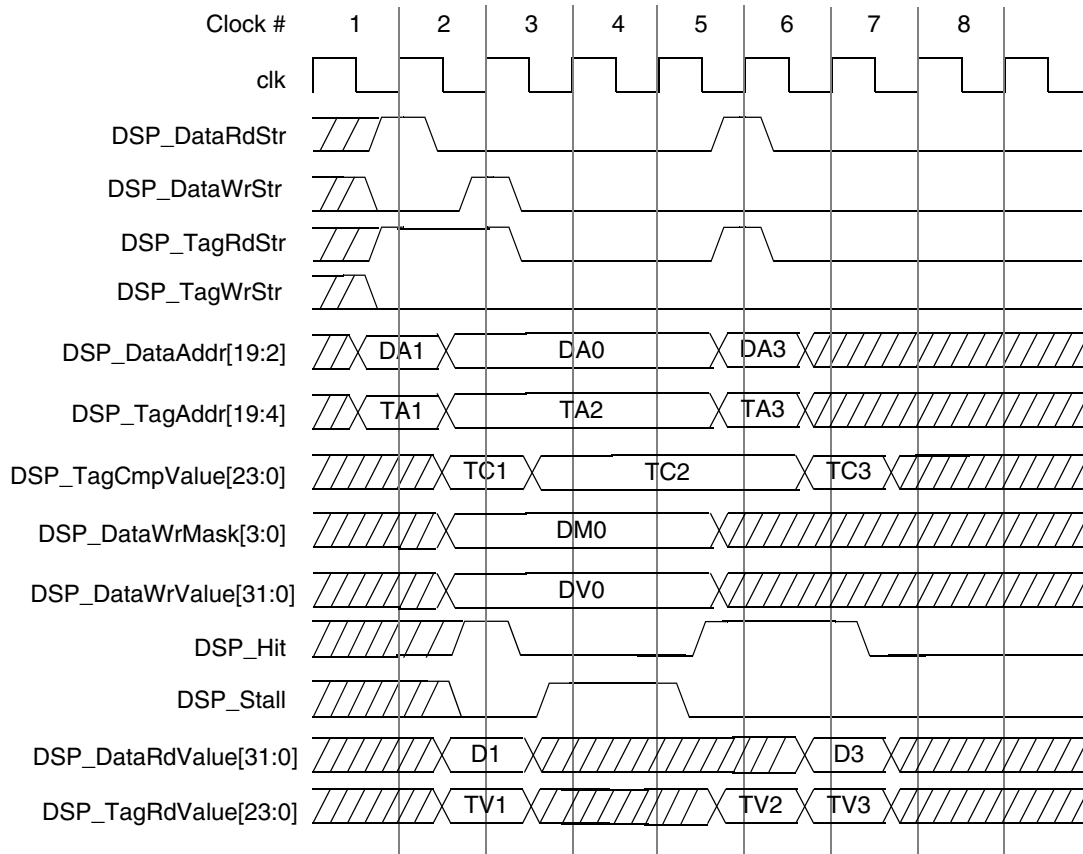 Clock # 1 2 3 4 5 6 7 8
clk
DSP_DataRdStr
DSP_DataWrStr
DSP_TagRdStr
DSP_TagWrStr
DSP_DataAddr[19:2] DA1 DA0 DA3
DSP_TagAddr[19:4] TA1 TA2 TA3
DSP_TagCmpValue[23:0] TC1 TC2 TC3
DSP_DataWrMask[3:0] DM0
DSP_DataWrValue[31:0] DV0
DSP_Hit
DSP_Stall
DSP_DataRdValue[31:0] D1 D3
DSP_TagRdValue[23:0] TV1 TV2 TV3